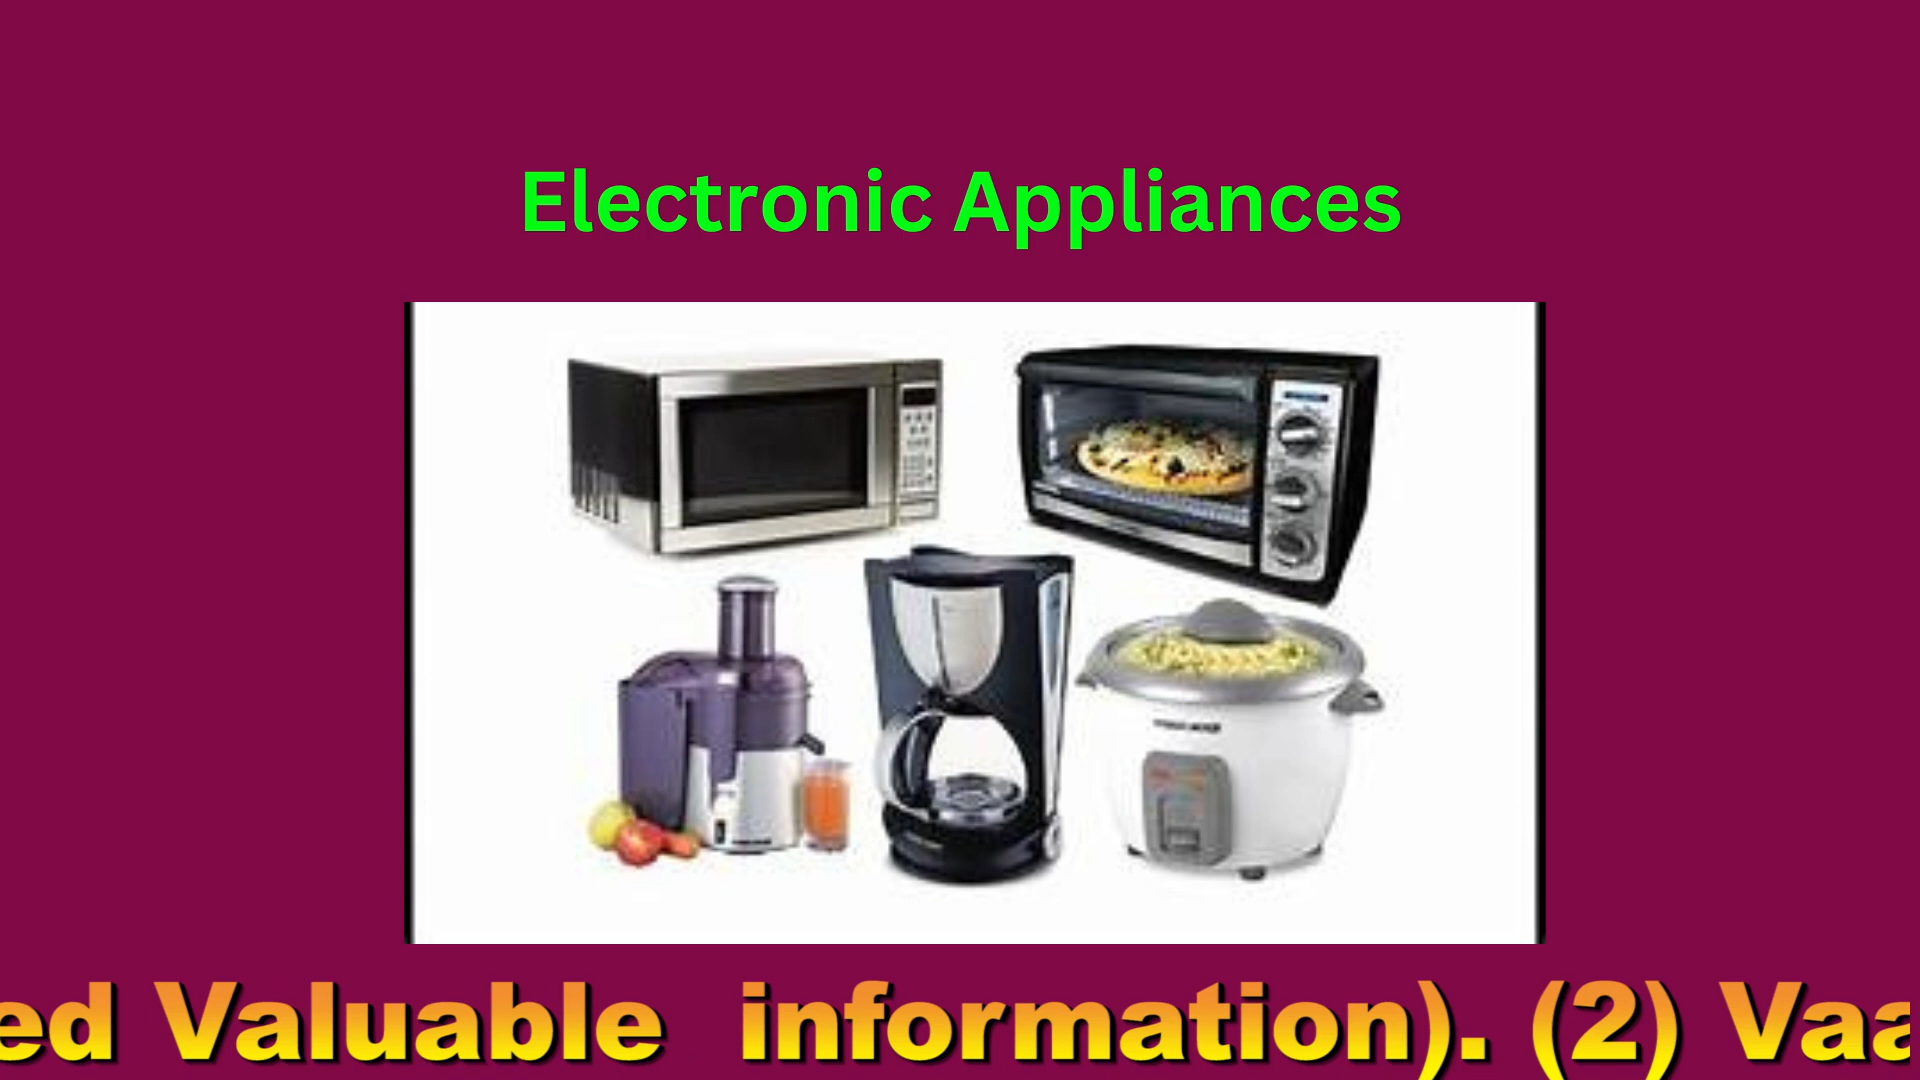 Electronic Appliances
ed Valuable information). (2) Vaa